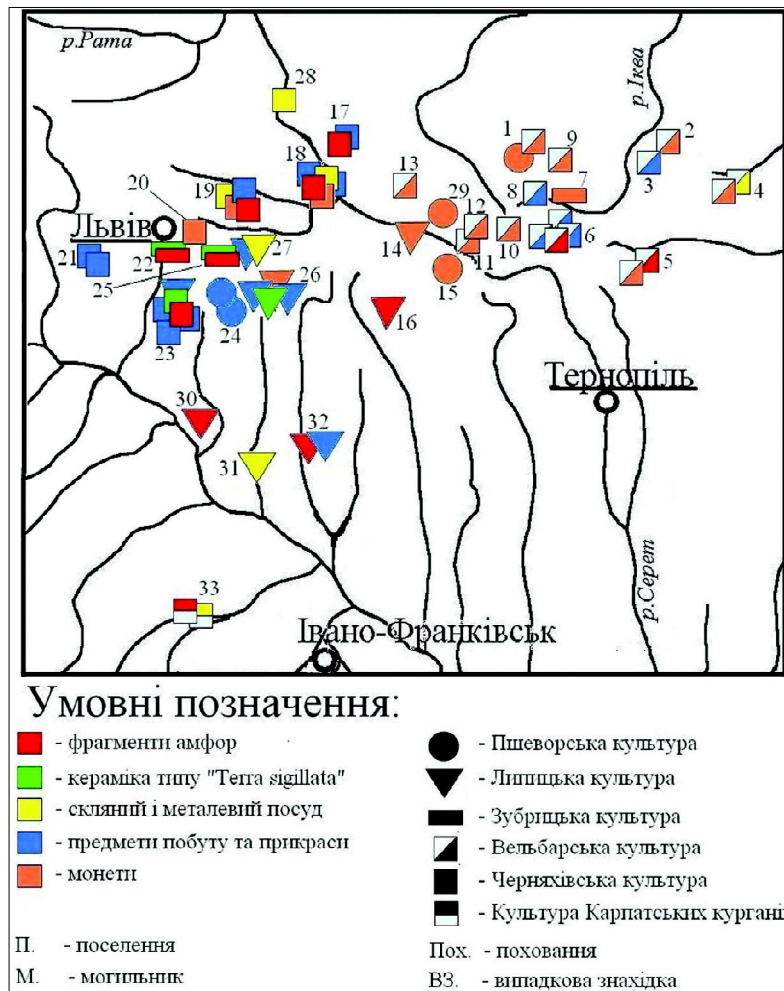 р.Рата
28
17
р.Іква
1
9
2
18
13
8
7
3
4
20
19
29
12
Львів
14
10
6
21
22
27
11
5
25
26
15
24
16
23
Тернопіль
30
32
31
р.Серет
33
Івано-Франківськ
Умовні позначення:
- фрагменти амфор
- кераміка типу "Terra sigillata"
- скляний і металевий посуд
- предмети побуту та прикраси
- монети
П. - поселення
М. - могильник
- Пшеворська культура
- Липицька культура
- Зубрицька культура
- Вельбарська культура
- Черняхівська культура
- Культура Карпатських кургані
Пох. - поховання
ВЗ. - випадкова знахідка